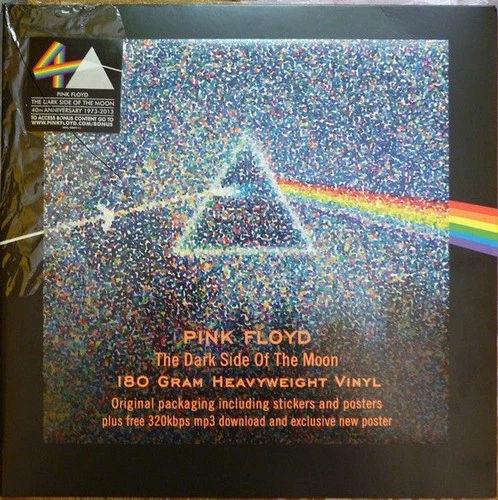 4
PINK FLOYD
THE DARK SIDE OF THE MOON
40TH ANNIVERSARY 1973-2013
TO ACCESS BONUS CONTENT GO TO
WWW.PINKFLOYD.COM/BONUS
PINK FLOYD
The Dark Side Of The Moon
180 GRAM HEAVYWEIGHT VINYL
Original packaging including stickers and posters
plus free 320kbps mp3 download and exclusive new poster